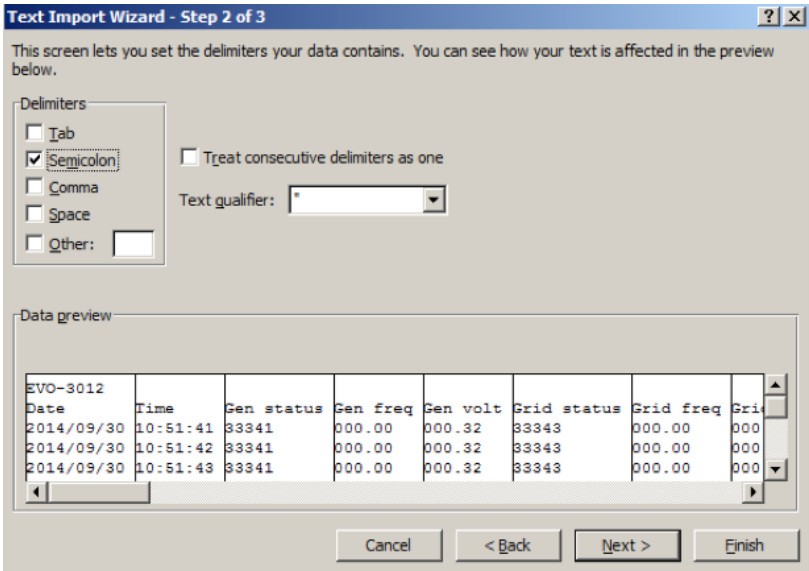 Text Import Wizard - Step 2 of 3
This screen lets you set the delimiters your data contains. You can see how your text is affected in the preview
below.
Delimiters
Tab
Semicolon
Comma
Space
Other:
Treat consecutive delimiters as one
Text qualifier: "
Data preview
EVO-3012
Date Time Gen status Gen freq Gen volt Grid status Grid freq Gri
2014/09/30 10:51:41 33341 000.00 000.32 33343 000.00 000
2014/09/30 10:51:42 33341 000.00 000.32 33343 000.00 000
2014/09/30 10:51:43 33341 000.00 000.32 33343 000.00 000
Cancel < Back Next > Finish